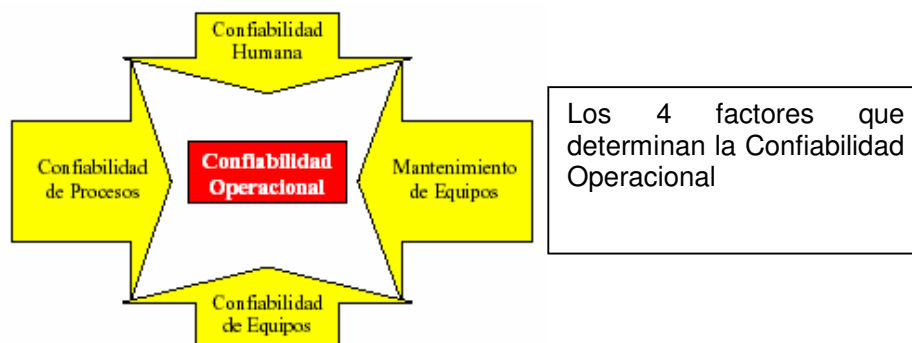 Confiabilidad
Humana
Confiabilidad
de Procesos
Confiabilidad
Operacional
Mantenimiento
de Equipos
Confiabilidad
de Equipos
Los 4 factores que
determinan la Confiabilidad
Operacional